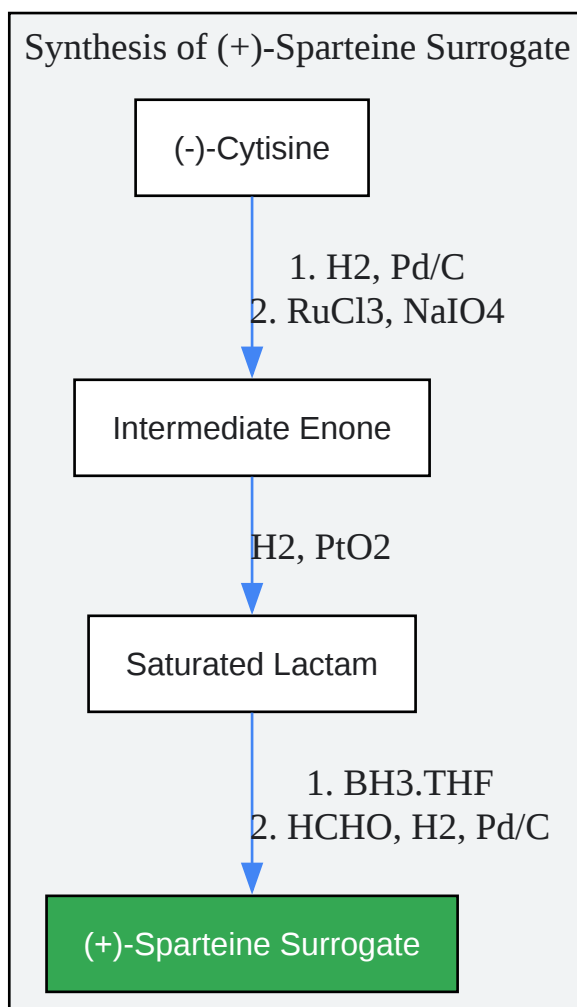 Synthesis of (+)-Sparteine Surrogate
(-)-Cytisine
1. H2, Pd/C
2. RuCl3, NaIO4
Intermediate Enone
H2, PtO2
Saturated Lactam
1. BH3.THF
2. HCHO, H2, Pd/C
(+)-Sparteine Surrogate